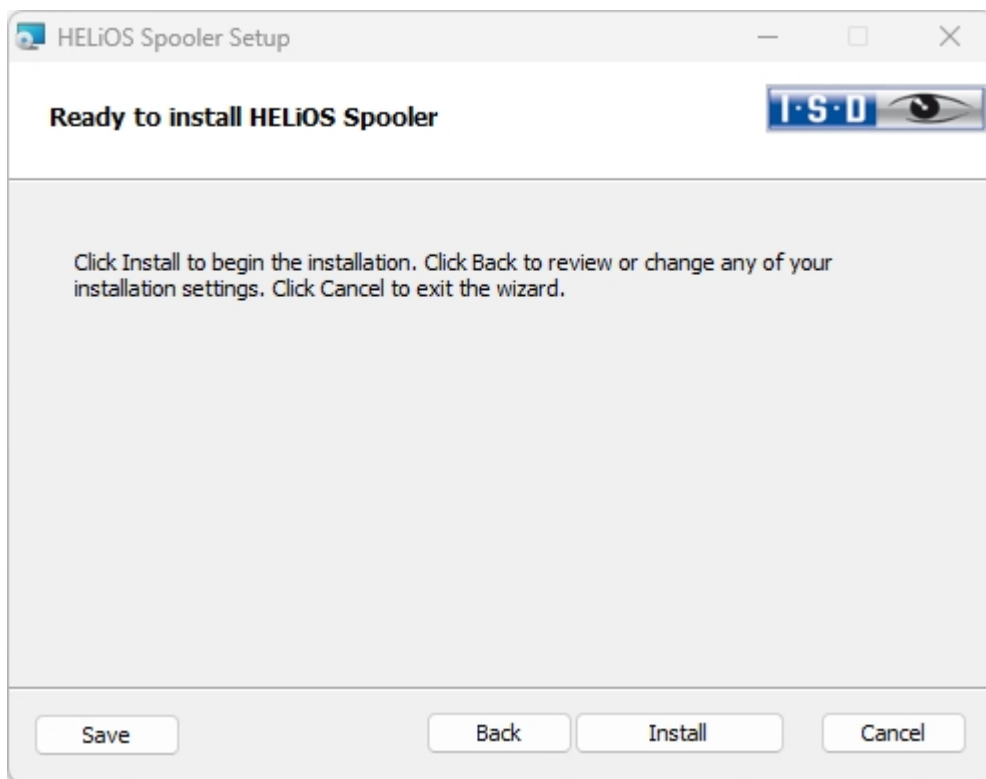 HELiOS Spooler Setup
Ready to install HELiOS Spooler
I·S·D
Click Install to begin the installation. Click Back to review or change any of your
installation settings. Click Cancel to exit the wizard.
Save
Back
Install
Cancel